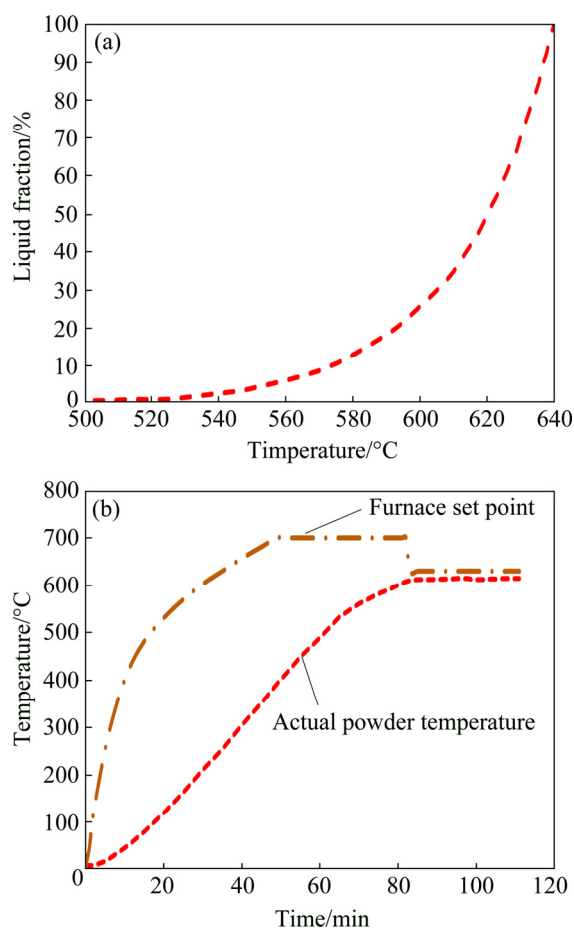 (a)
100
90
80
70
60
50
40
30
20
10
0
Liquid fraction/%
500 520 540 560 580 600 620 640
Timperature/°C
(b)
800
700
600
500
400
300
200
100
0
Temperature/°C
Furnace set point
Actual powder temperature
0 20 40 60 80 100 120
Time/min